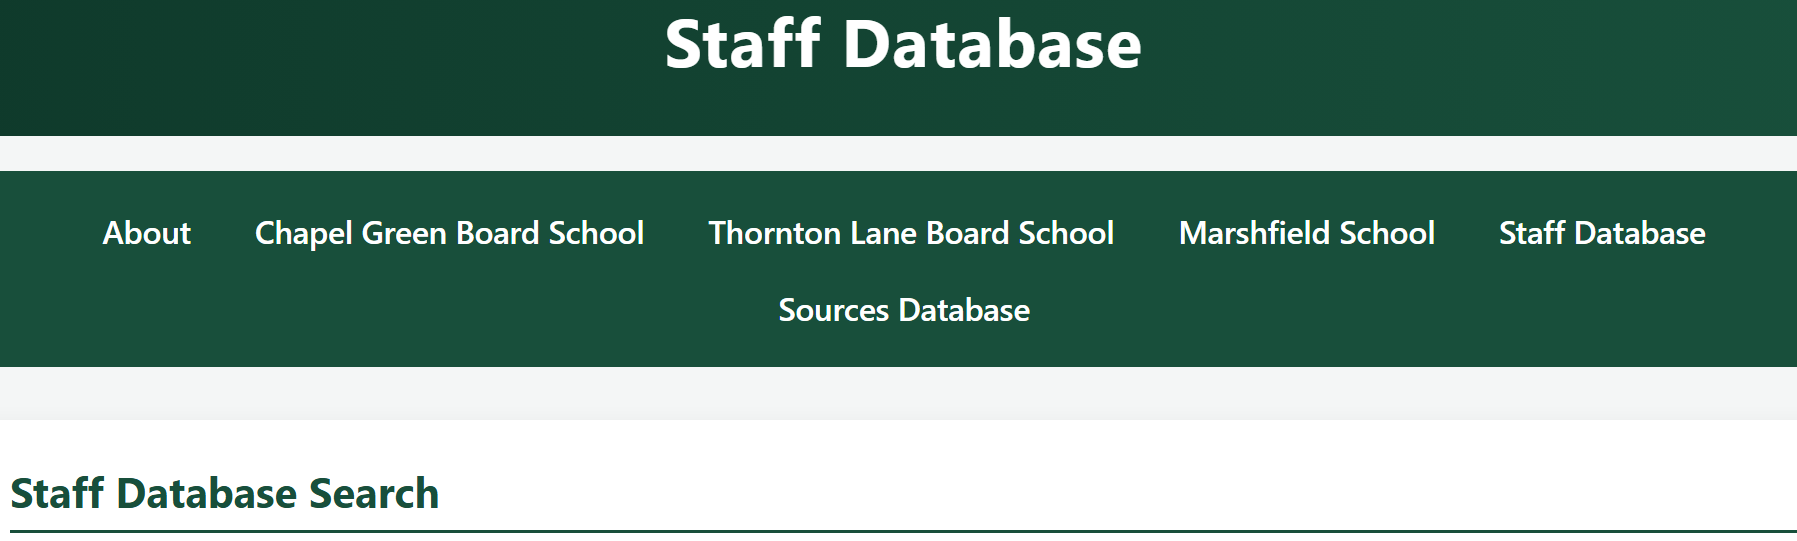 Staff Database
About Chapel Green Board School Thornton Lane Board School Marshfield School Staff Database
Sources Database
Staff Database Search